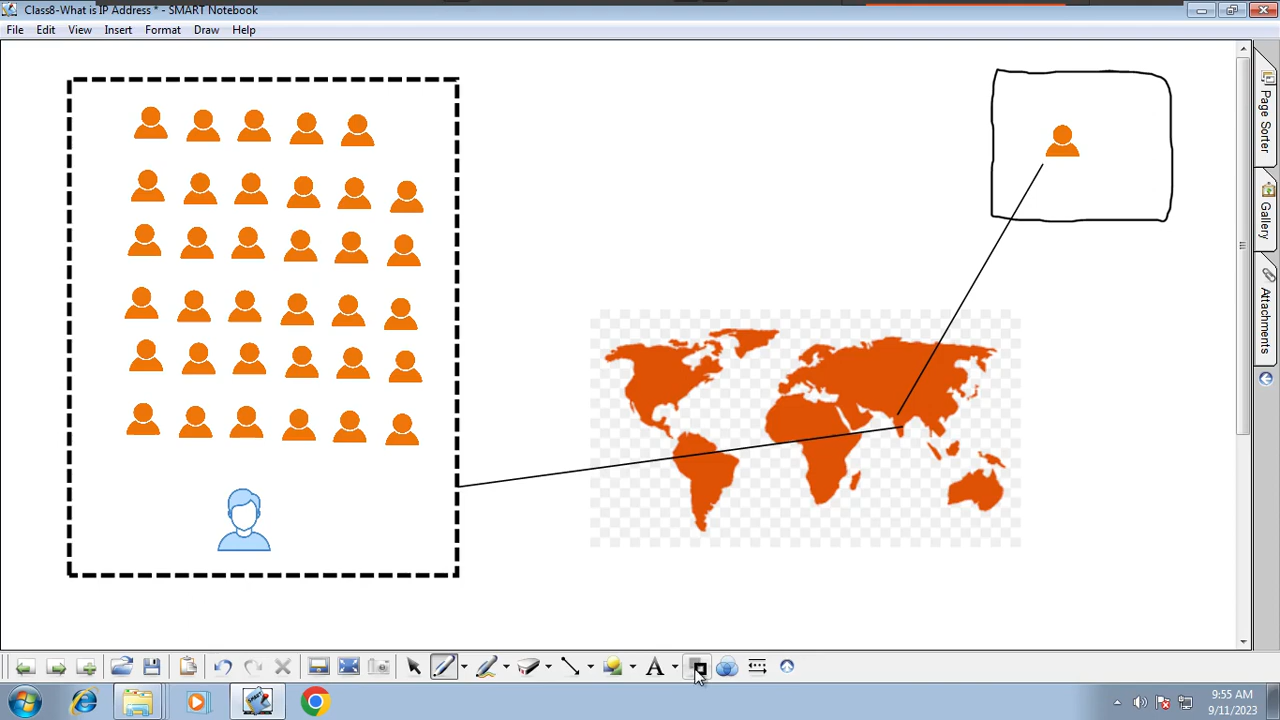 Class8-What is IP Address * - SMART Notebook
File Edit View Insert Format Draw Help
Page Sorter
Gallery
Attachments
A
9:55 AM
9/11/2023